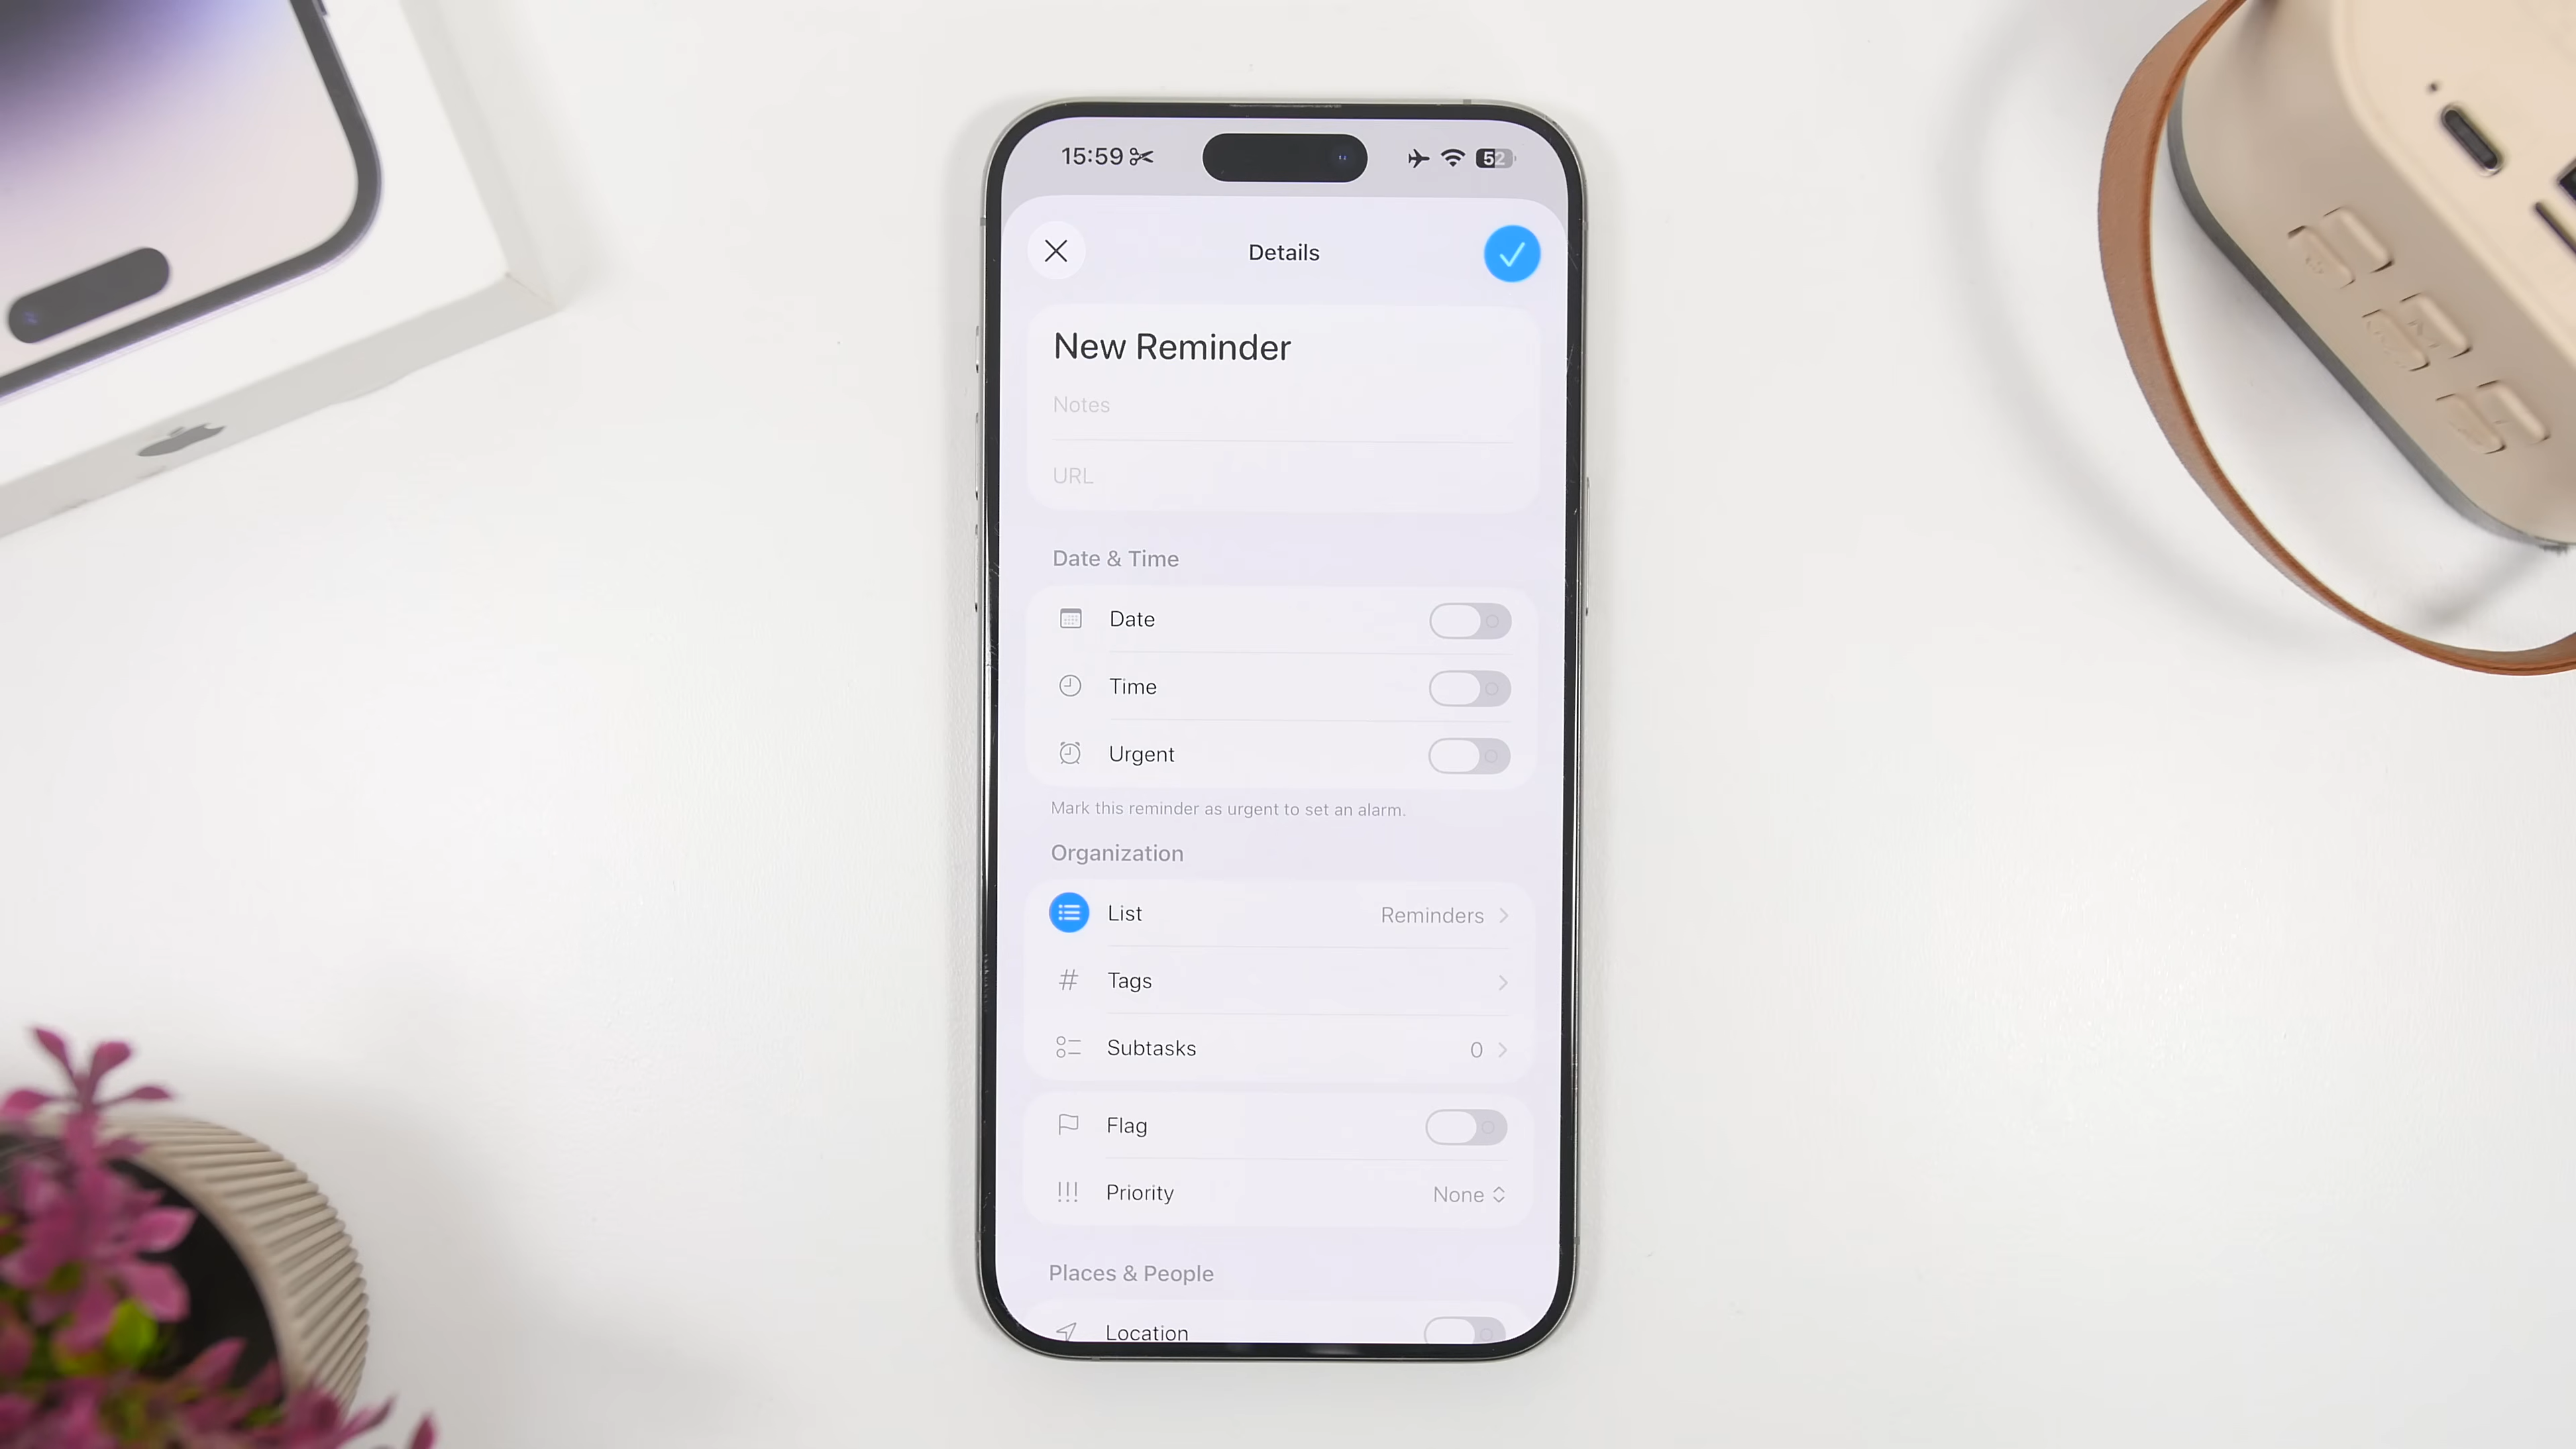 15:59
52
Details
New Reminder
Notes
URL
Date & Time
Date
Time
Urgent
Mark this reminder as urgent to set an alarm.
Organization
List Reminders
Tags
Subtasks 0
Flag
Priority None
Places & People
Location